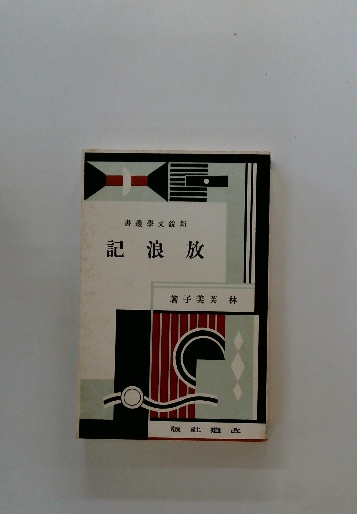 新鋭文學叢書
放浪記
林芙美子著
改造社版